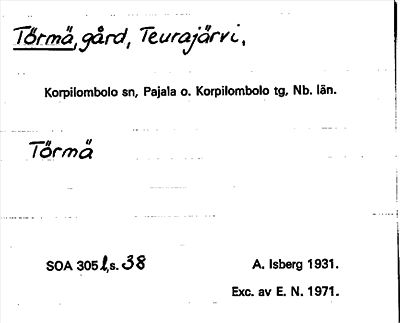 Törmä, gård, Teurajärvi,
Korpilombolo sn, Pajala o. Korpilombolo tg, Nb. län.
Törmä
SOA 305 l, s. 38
A. Isberg 1931.
Exc. av E. N. 1971.